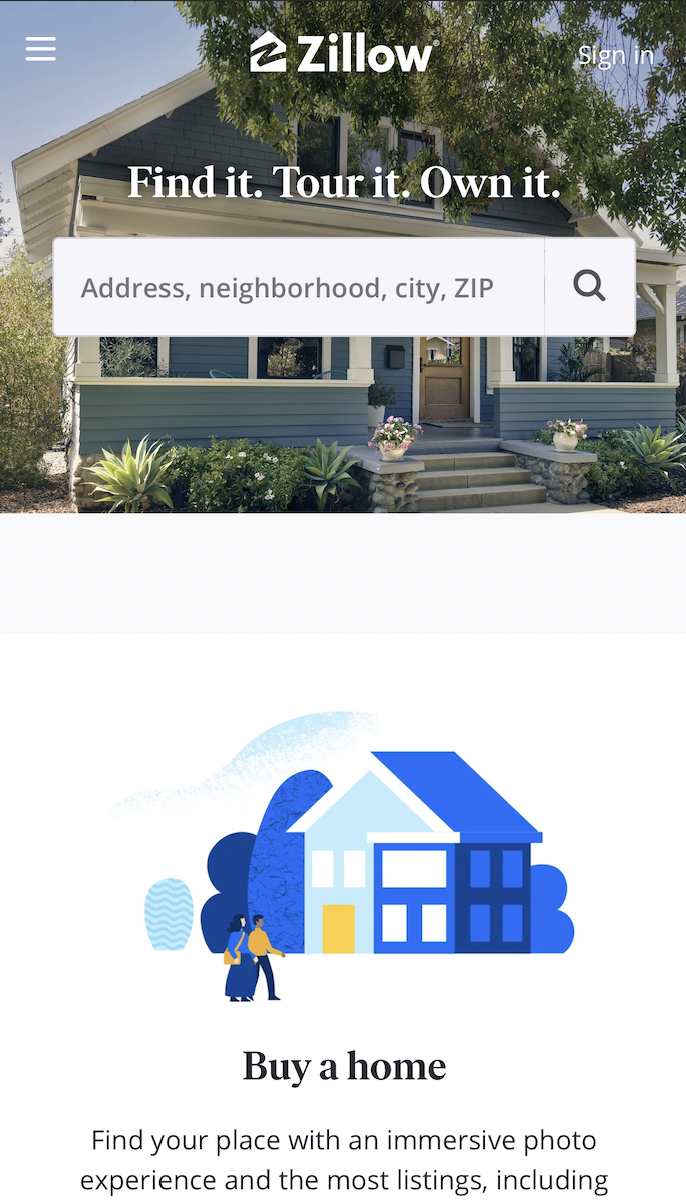 Zillow
Sign in
Find it. Tour it. Own it.
Address, neighborhood, city, ZIP
Buy a home
Find your place with an immersive photo
experience and the most listings, including